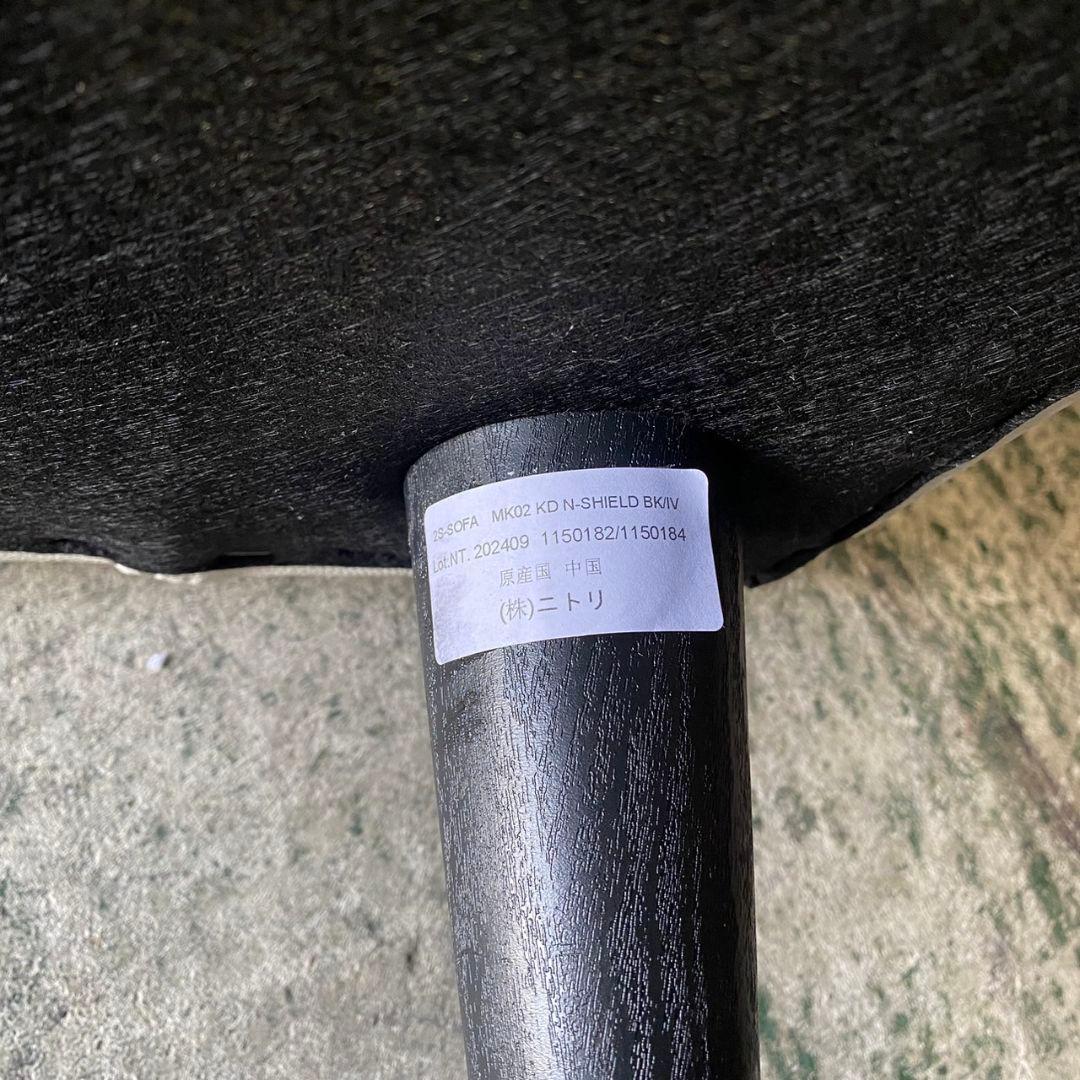 2S-SOFA MK02 KD N-SHIELD BK/IV
Lot:NT. 202409 1150182/1150184
原産国 中国
(株)ニトリ